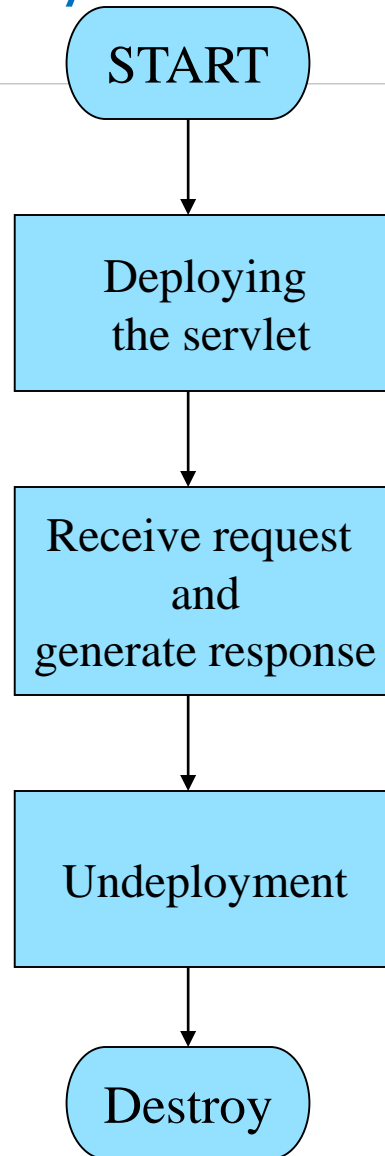 START
Deploying
the servlet
Receive request
and
generate response
Undeployment
Destroy